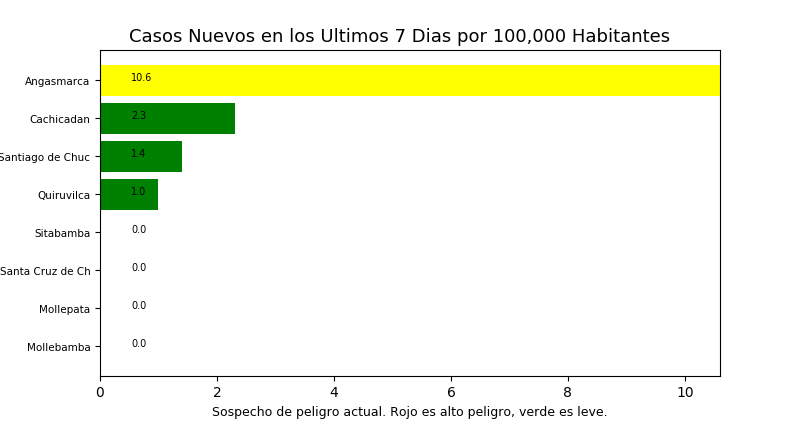 Casos Nuevos en los Ultimos 7 Dias por 100,000 Habitantes
Angasmarca 10.6
Cachicadan 2.3
Santiago de Chuc 1.4
Quiruvilca 1.0
Sitabamba 0.0
Santa Cruz de Ch 0.0
Mollepata 0.0
Mollebamba 0.0
0 2 4 6 8 10
Sospecho de peligro actual. Rojo es alto peligro, verde es leve.